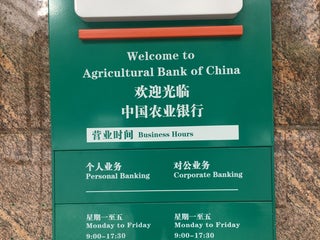 Welcome to
Agricultural Bank of China
欢迎光临
中国农业银行
营业时间 Business Hours
个人业务 对公业务
Personal Banking Corporate Banking
星期一至五 星期一至五
Monday to Friday Monday to Friday
9:00-17:30 9:00-17:30